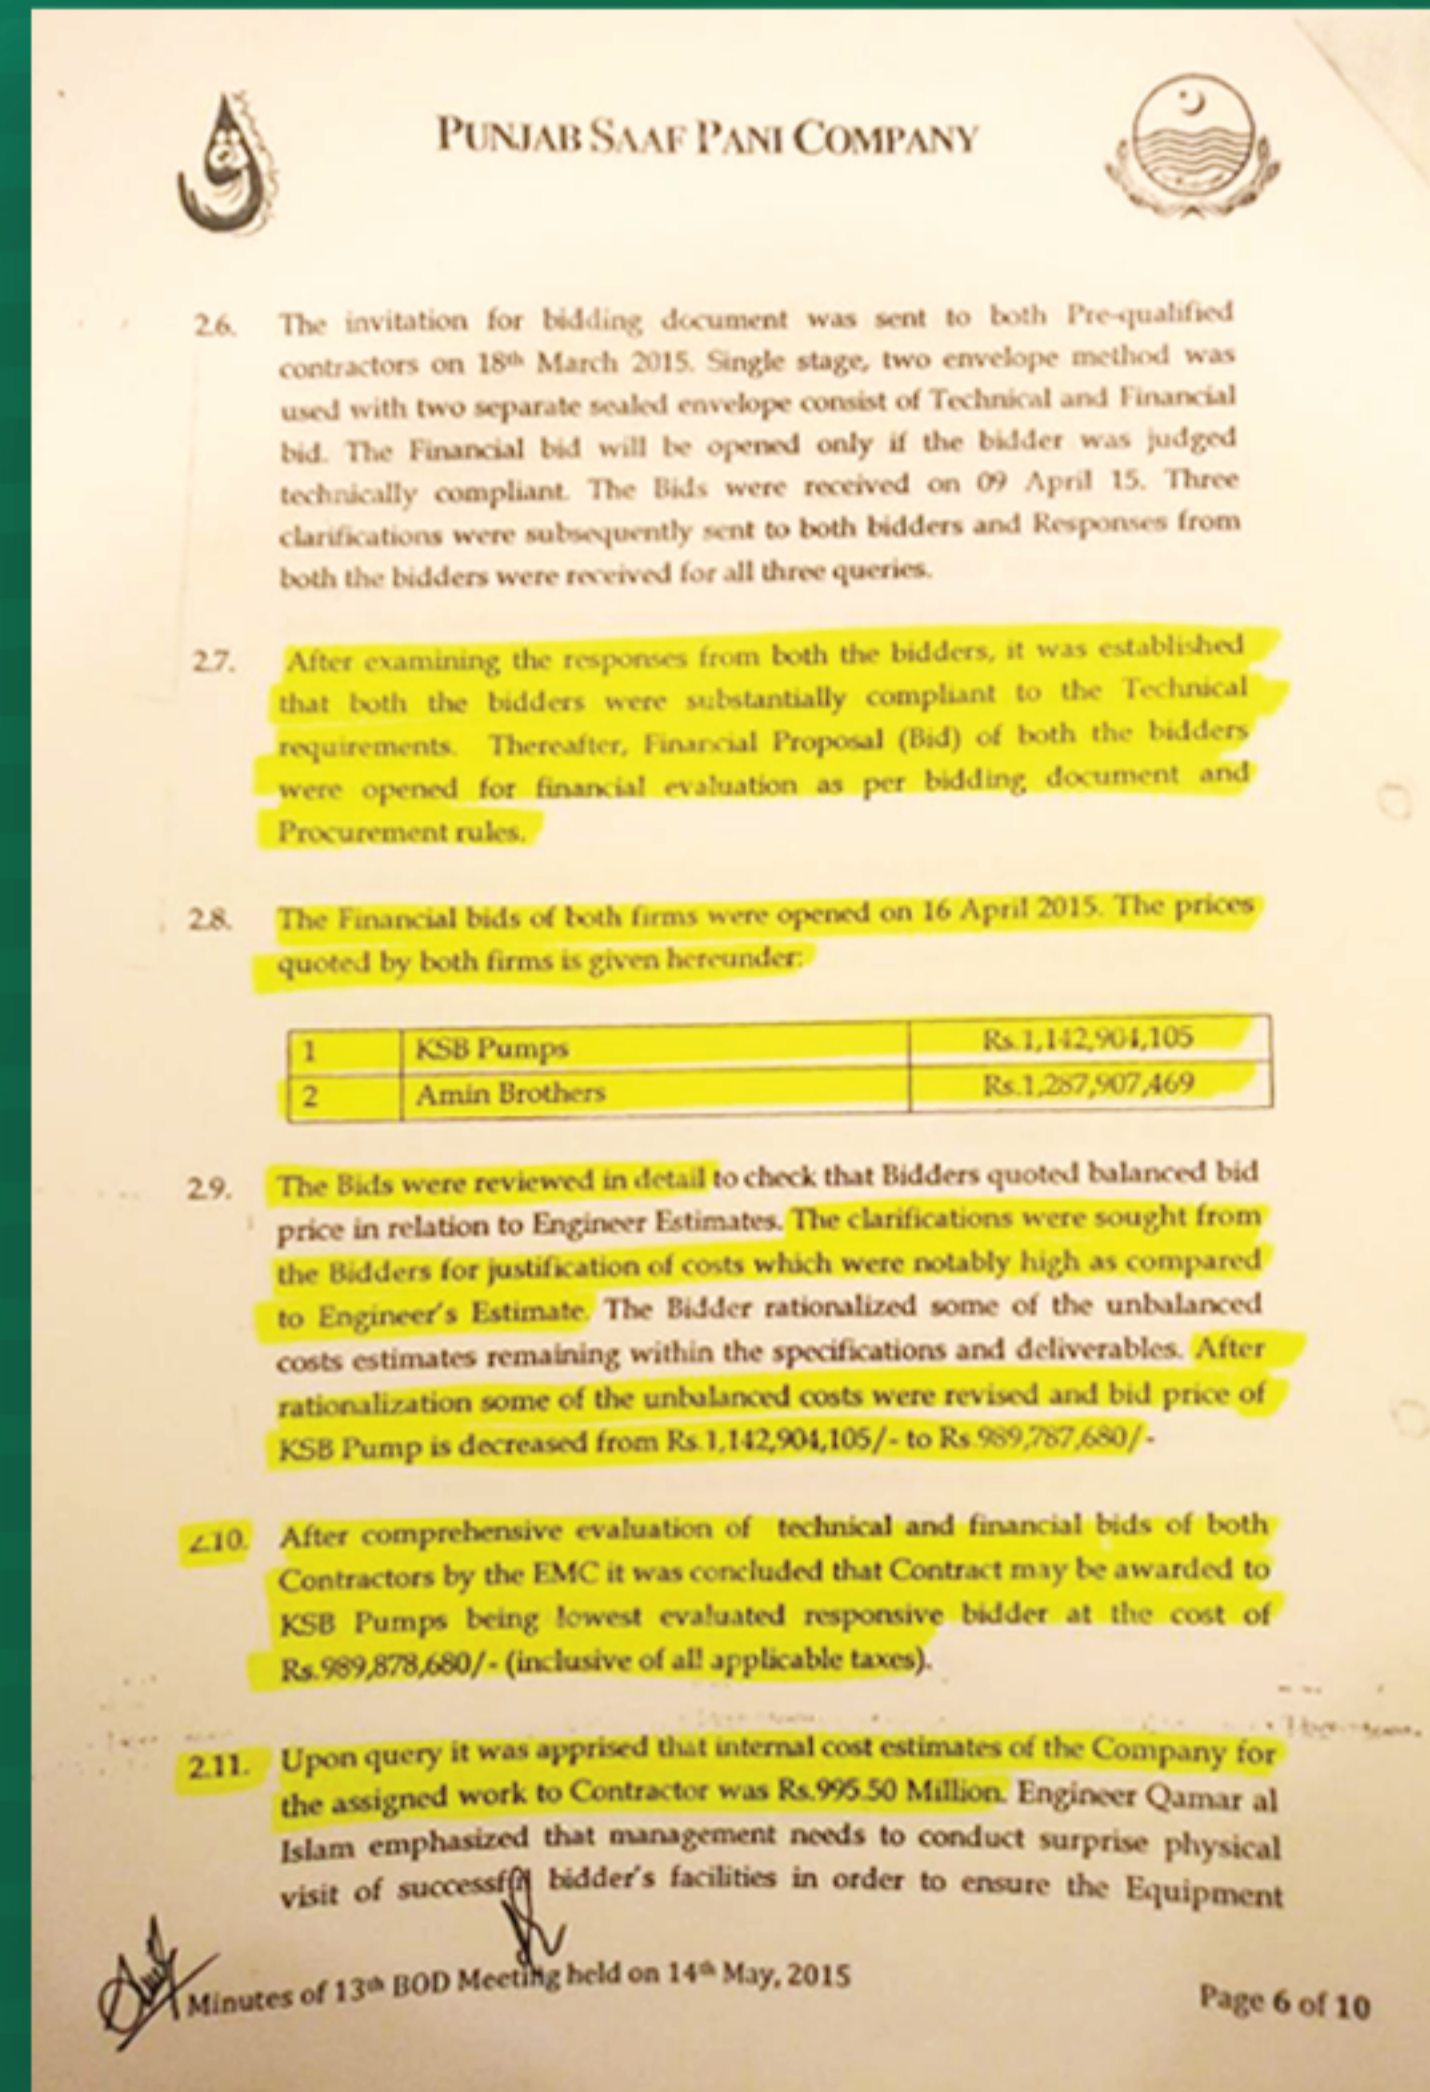 PUNJAB SAAF PANI COMPANY
2.6. The invitation for bidding document was sent to both Pre-qualified
contractors on 18th March 2015. Single stage, two envelope method was
used with two separate sealed envelope consist of Technical and Financial
bid. The Financial bid will be opened only if the bidder was judged
technically compliant. The Bids were received on 09 April 15. Three
clarifications were subsequently sent to both bidders and Responses from
both the bidders were received for all three queries.
2.7. After examining the responses from both the bidders, it was established
that both the bidders were substantially compliant to the Technical
requirements. Thereafter, Financial Proposal (Bid) of both the bidders
were opened for financial evaluation as per bidding document and
Procurement rules.
2.8. The Financial bids of both firms were opened on 16 April 2015. The prices
quoted by both firms is given hereunder:
1 KSB Pumps Rs.1,142,904,105
2 Amin Brothers Rs.1,287,907,469
2.9. The Bids were reviewed in detail to check that Bidders quoted balanced bid
price in relation to Engineer Estimates. The clarifications were sought from
the Bidders for justification of costs which were notably high as compared
to Engineer's Estimate. The Bidder rationalized some of the unbalanced
costs estimates remaining within the specifications and deliverables. After
rationalization some of the unbalanced costs were revised and bid price of
KSB Pump is decreased from Rs.1,142,904,105/- to Rs.989,787,680/-
2.10. After comprehensive evaluation of technical and financial bids of both
Contractors by the EMC it was concluded that Contract may be awarded to
KSB Pumps being lowest evaluated responsive bidder at the cost of
Rs.989,878,680/- (inclusive of all applicable taxes).
2.11. Upon query it was apprised that internal cost estimates of the Company for
the assigned work to Contractor was Rs.995.50 Million. Engineer Qamar al
Islam emphasized that management needs to conduct surprise physical
visit of successful bidder's facilities in order to ensure the Equipment
Minutes of 13th BOD Meeting held on 14th May, 2015
Page 6 of 10